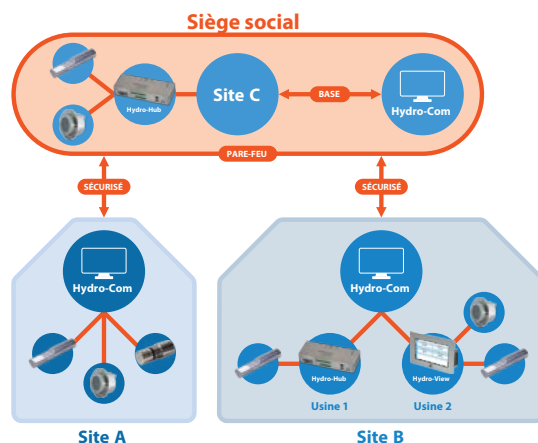 Siège social
Site C
BASE
Hydro-Com
Hydro-Hub
PARE-FEU
SÉCURISÉ
SÉCURISÉ
Hydro-Com
Hydro-Com
Hydro-Hub
Hydro-View
Usine 1
Usine 2
Site A
Site B